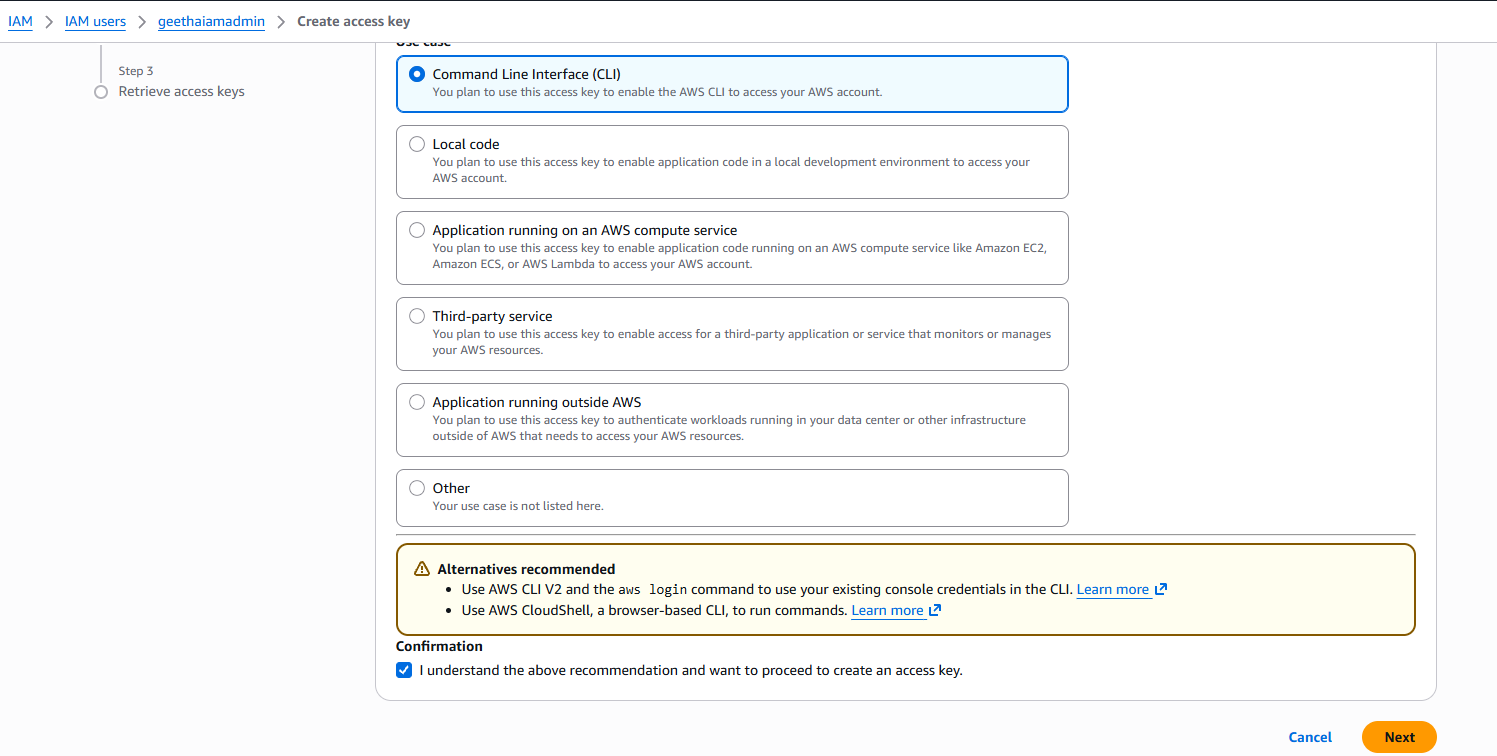 IAM > IAM users > geethaiamadmin > Create access key
Step 3
Retrieve access keys
Use case
Command Line Interface (CLI)
You plan to use this access key to enable the AWS CLI to access your AWS account.
Local code
You plan to use this access key to enable application code in a local development environment to access your
AWS account.
Application running on an AWS compute service
You plan to use this access key to enable application code running on an AWS compute service like Amazon EC2,
Amazon ECS, or AWS Lambda to access your AWS account.
Third-party service
You plan to use this access key to enable access for a third-party application or service that monitors or manages
your AWS resources.
Application running outside AWS
You plan to use this access key to authenticate workloads running in your data center or other infrastructure
outside of AWS that needs to access your AWS resources.
Other
Your use case is not listed here.
Alternatives recommended
• Use AWS CLI V2 and the aws login command to use your existing console credentials in the CLI. Learn more
• Use AWS CloudShell, a browser-based CLI, to run commands. Learn more
Confirmation
I understand the above recommendation and want to proceed to create an access key.
Cancel
Next